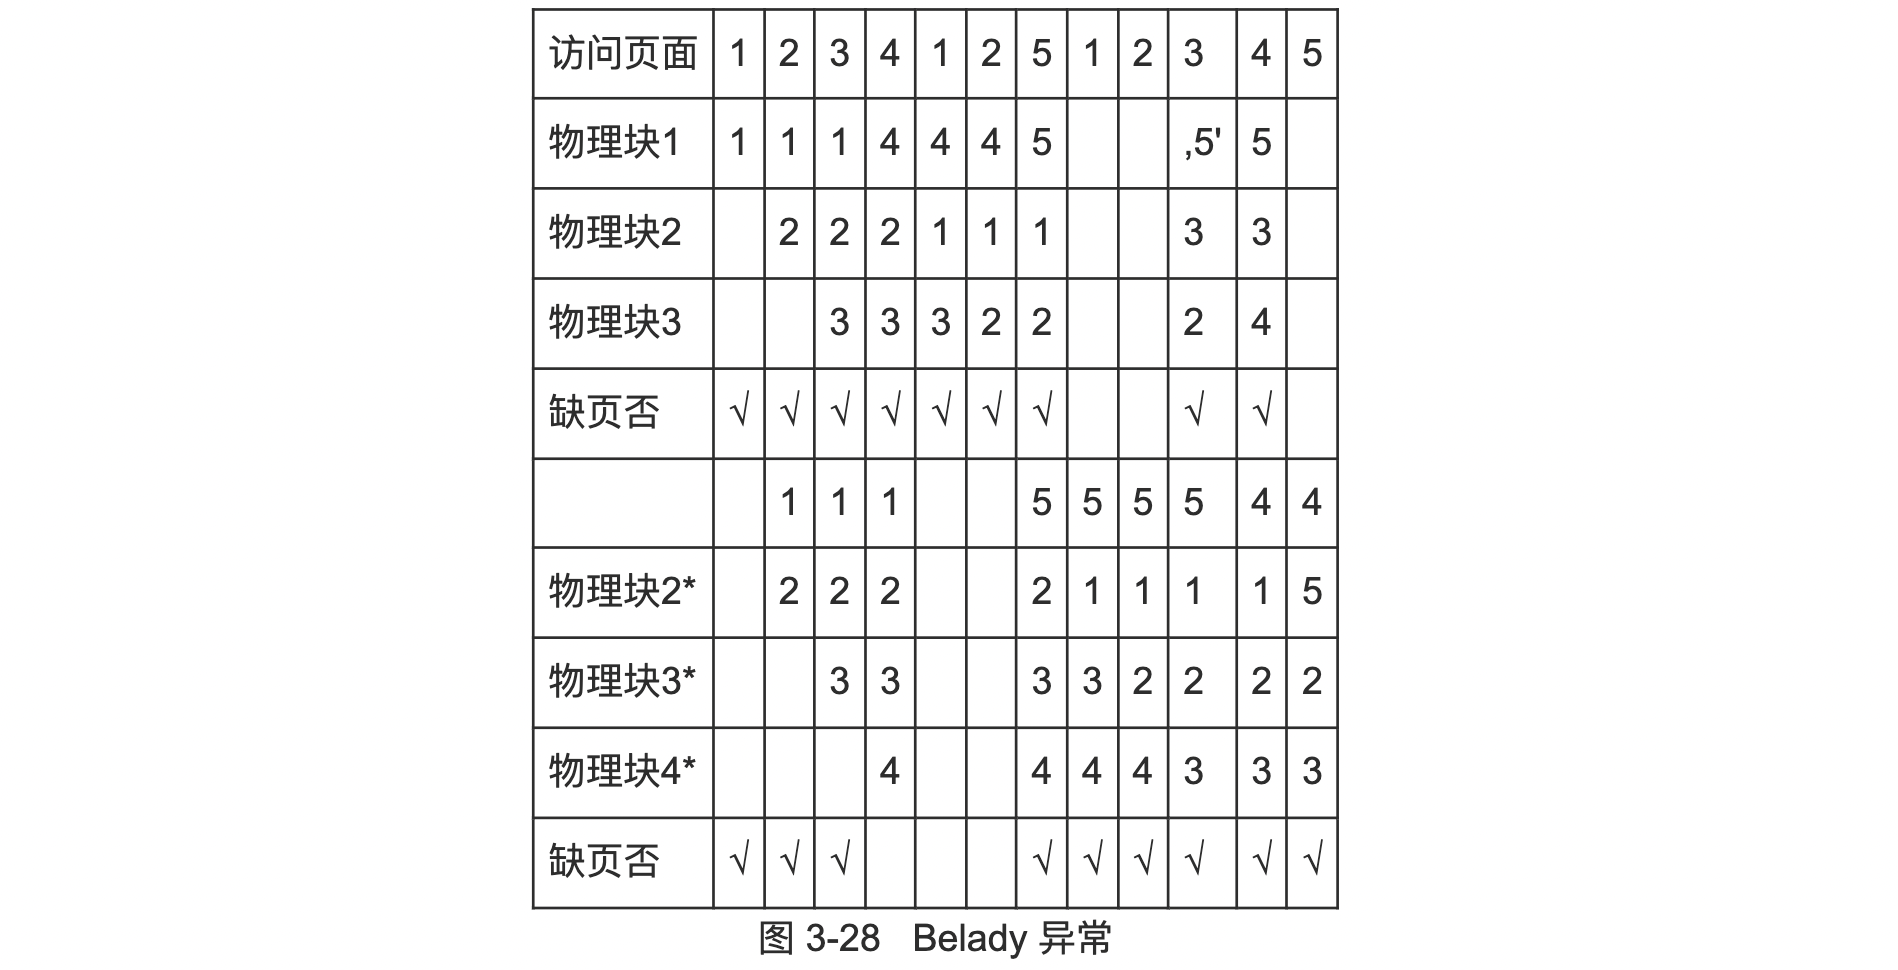 访问页面 1 2 3 4 1 2 5 1 2 3 4 5
物理块1 1 1 1 4 4 4 5 ,5' 5
物理块2 2 2 2 1 1 1 3 3
物理块3 3 3 3 2 2 2 4
缺页否 √ √ √ √ √ √ √ √ √
1 1 1 5 5 5 5 4 4
物理块2* 2 2 2 2 1 1 1 1 5
物理块3* 3 3 3 3 2 2 2 2
物理块4* 4 4 4 4 3 3 3
缺页否 √ √ √ √ √ √ √ √ √
图 3-28 Belady 异常